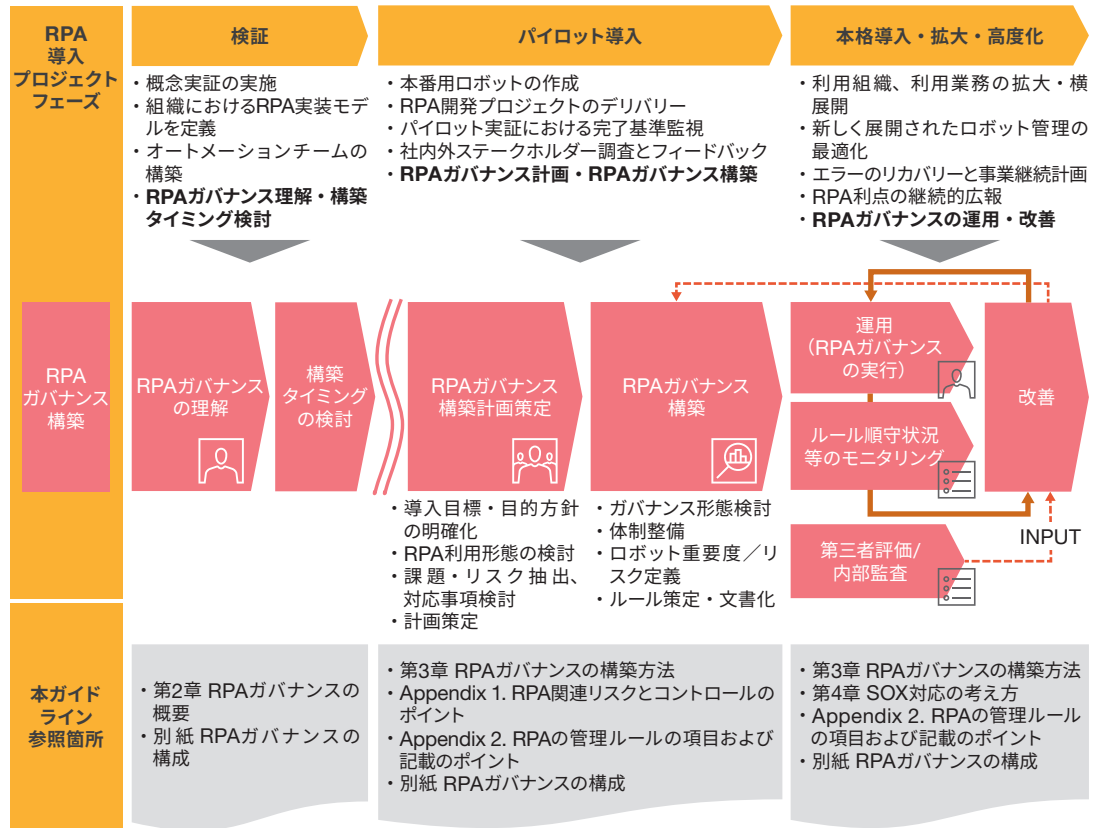 RPA
導入
プロジェクト
フェーズ
検証
パイロット導入
本格導入・拡大・高度化
・概念実証の実施
・組織におけるRPA実装モデ
ルを定義
・オートメーションチームの
構築
・RPAガバナンス理解・構築
タイミング検討
・本番用ロボットの作成
・RPA開発プロジェクトのデリバリー
・パイロット実証における完了基準監視
・社内外ステークホルダー調査とフィードバック
・RPAガバナンス計画・RPAガバナンス構築
・利用組織、利用業務の拡大・横
展開
・新しく展開されたロボット管理の
最適化
・エラーのリカバリーと事業継続計画
・RPA利点の継続的広報
・RPAガバナンスの運用・改善
RPA
ガバナンス
構築
RPAガバナンス
の理解
構築
タイミング
の検討
RPAガバナンス
構築計画策定
RPAガバナンス
構築
運用
（RPAガバナンス
の実行）
ルール順守状況
等のモニタリング
第三者評価/
内部監査
改善
INPUT
・導入目標・目的方針
の明確化
・RPA利用形態の検討
・課題・リスク抽出、
対応事項検討
・計画策定
・ガバナンス形態検討
・体制整備
・ロボット重要度／リ
スク定義
・ルール策定・文書化
本ガイド
ライン
参照箇所
・第2章 RPAガバナンスの
概要
・別紙 RPAガバナンスの
構成
・第3章 RPAガバナンスの構築方法
・Appendix 1. RPA関連リスクとコントロールの
ポイント
・Appendix 2. RPAの管理ルールの項目および
記載のポイント
・別紙 RPAガバナンスの構成
・第3章 RPAガバナンスの構築方法
・第4章 SOX対応の考え方
・Appendix 2. RPAの管理ルール
の項目および記載のポイント
・別紙 RPAガバナンスの構成